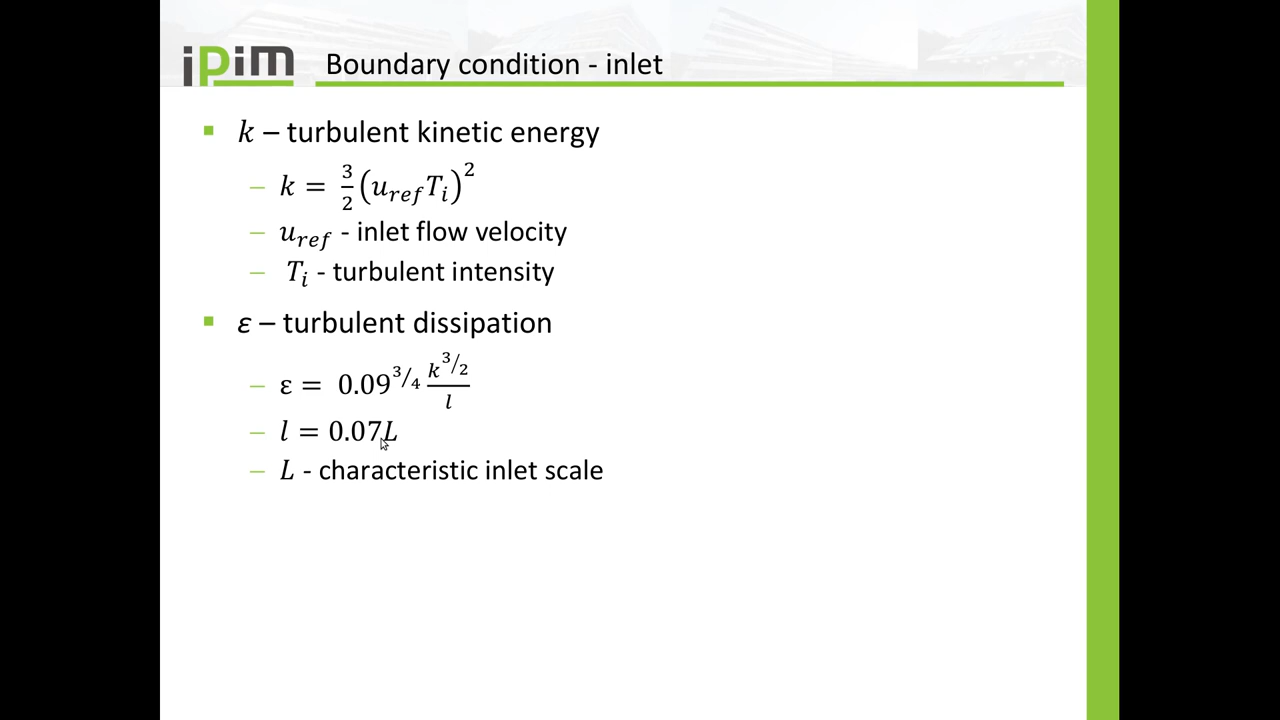 ipim
Boundary condition - inlet
▪ k – turbulent kinetic energy
– k = 3/2 (u_ref T_i)^2
– u_ref - inlet flow velocity
– T_i - turbulent intensity
▪ ε – turbulent dissipation
– ε = 0.09^(3/4) k^(3/2)/l
– l = 0.07L
– L - characteristic inlet scale